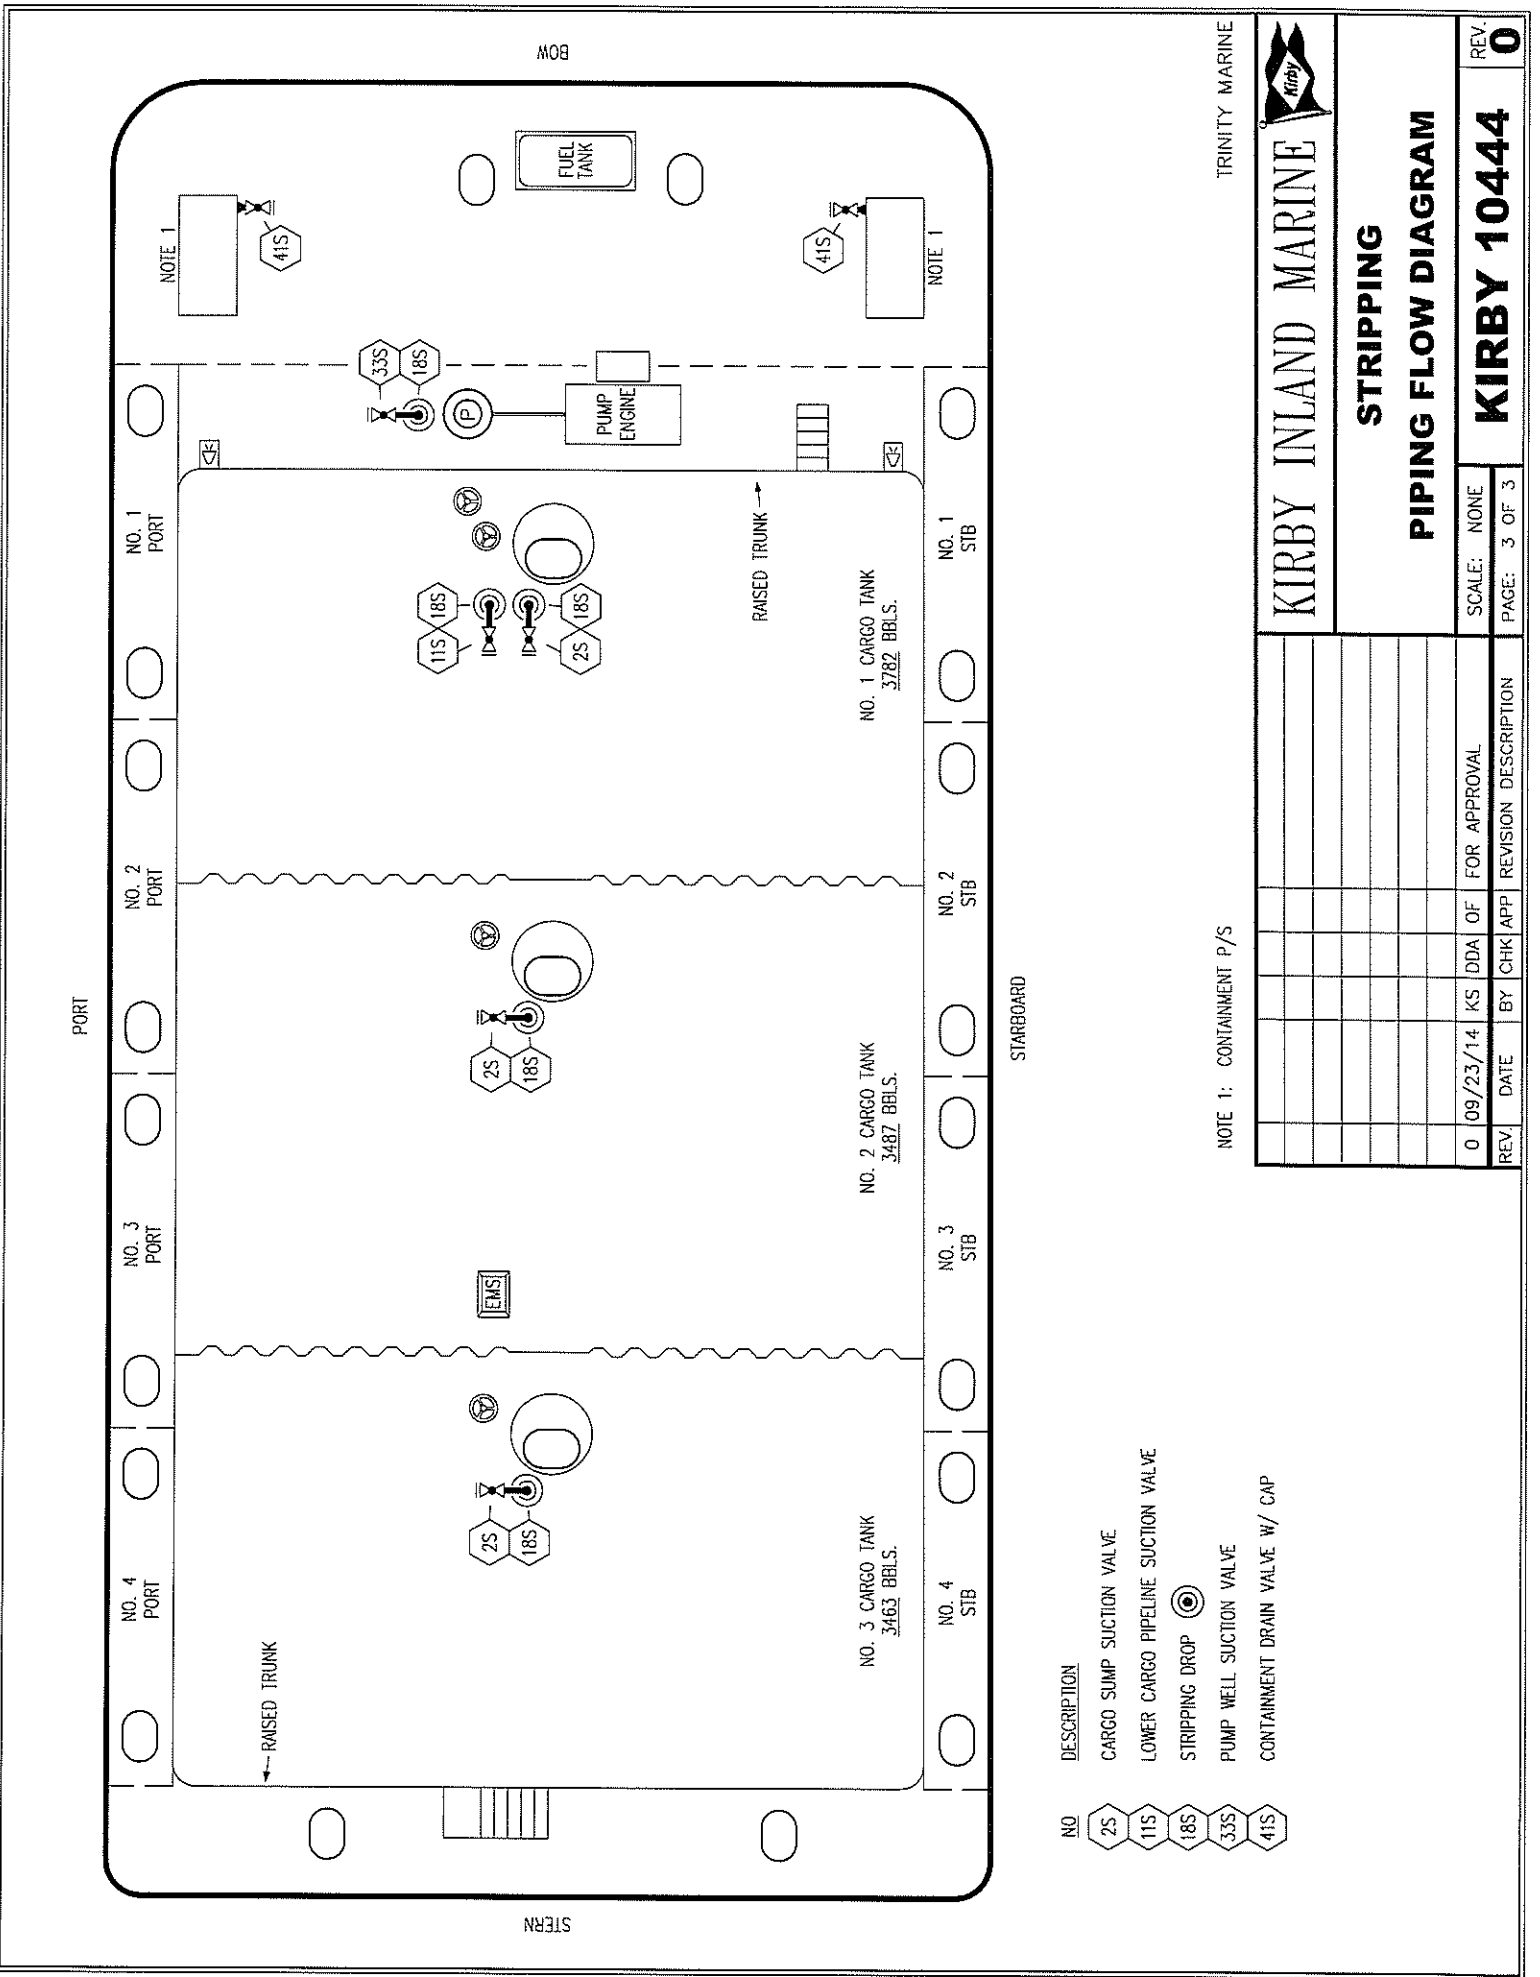 PORT
BOW
STERN
STARBOARD
NO. 4
PORT
NO. 3
PORT
NO. 2
PORT
NO. 1
PORT
NOTE 1
41S
RAISED TRUNK
2S
18S
EMS
2S
18S
11S
18S
2S
18S
33S
18S
P
PUMP
ENGINE
FUEL
TANK
RAISED TRUNK
41S
NOTE 1
NO. 3 CARGO TANK
3463 BBLS.
NO. 2 CARGO TANK
3487 BBLS.
NO. 1 CARGO TANK
3782 BBLS.
NO. 4
STB
NO. 3
STB
NO. 2
STB
NO. 1
STB
NO DESCRIPTION
2S CARGO SUMP SUCTION VALVE
11S LOWER CARGO PIPELINE SUCTION VALVE
18S STRIPPING DROP
33S PUMP WELL SUCTION VALVE
41S CONTAINMENT DRAIN VALVE W/ CAP
NOTE 1: CONTAINMENT P/S
TRINITY MARINE
KIRBY INLAND MARINE
Kirby
STRIPPING
PIPING FLOW DIAGRAM
0 09/23/14 KS DDA OF FOR APPROVAL
REV. DATE BY CHK APP REVISION DESCRIPTION
SCALE: NONE
PAGE: 3 OF 3
KIRBY 10444
REV.
0